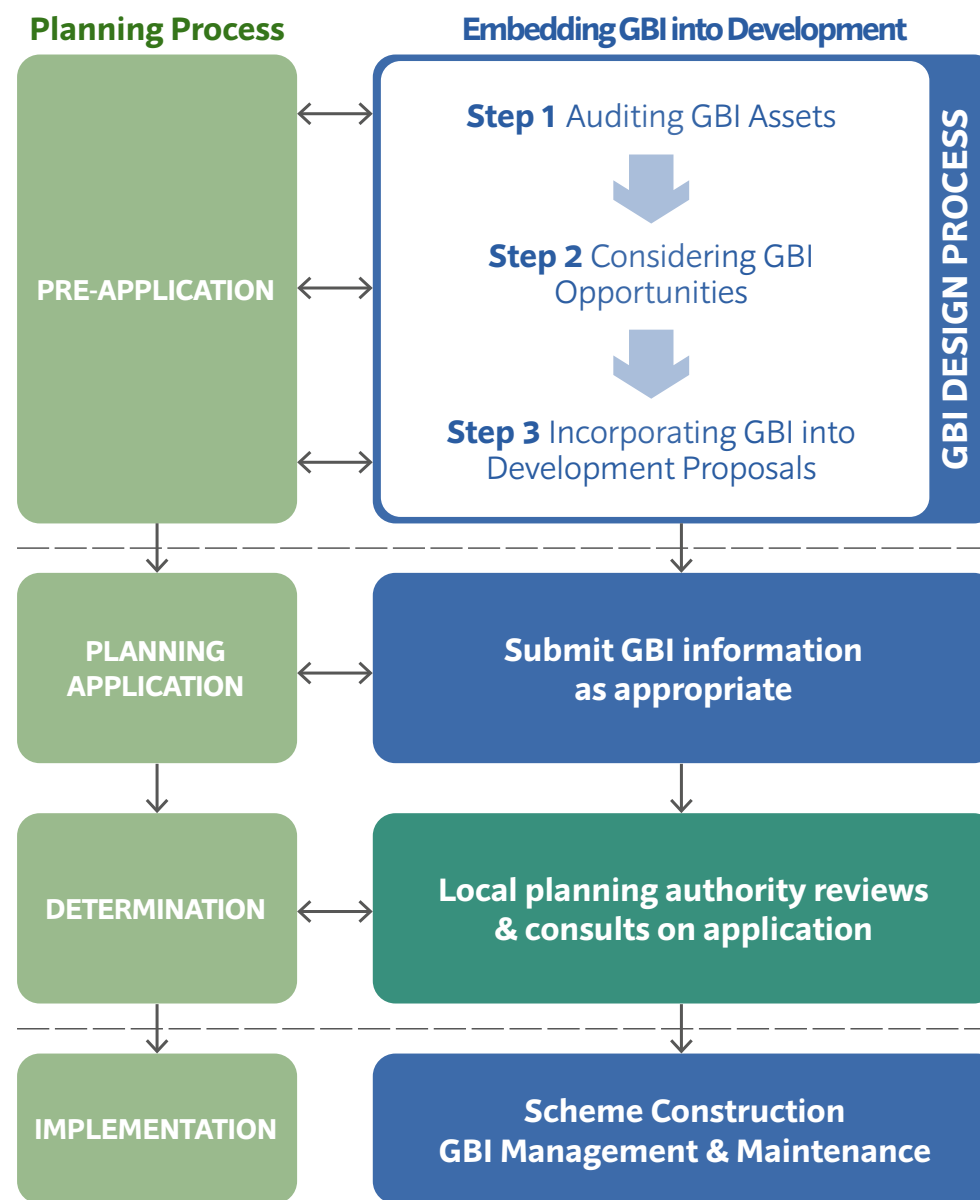 Planning Process
Embedding GBI into Development
PRE-APPLICATION
Step 1 Auditing GBI Assets
Step 2 Considering GBI
Opportunities
Step 3 Incorporating GBI into
Development Proposals
GBI DESIGN PROCESS
PLANNING
APPLICATION
Submit GBI information
as appropriate
DETERMINATION
Local planning authority reviews
& consults on application
IMPLEMENTATION
Scheme Construction
GBI Management & Maintenance